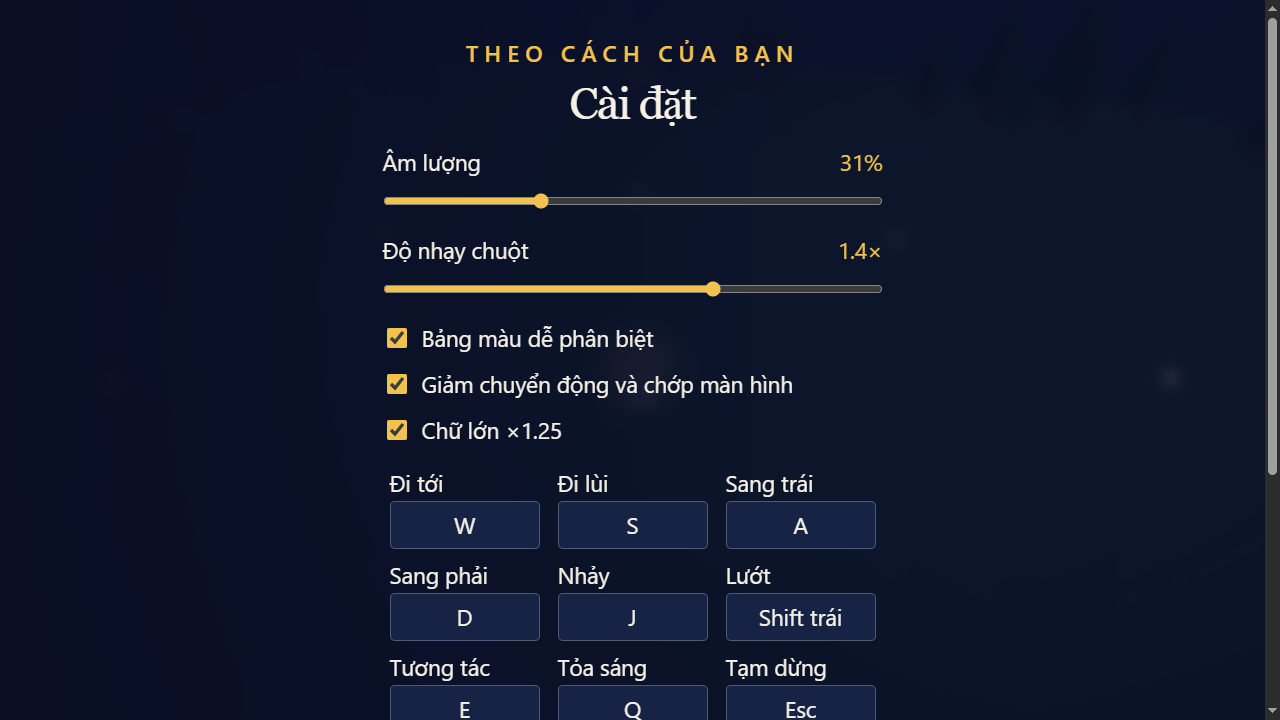 THEO CÁCH CỦA BẠN
Cài đặt
Âm lượng 31%
Độ nhạy chuột 1.4×
Bảng màu dễ phân biệt
Giảm chuyển động và chớp màn hình
Chữ lớn ×1.25
Đi tới Đi lùi Sang trái
W S A
Sang phải Nhảy Lướt
D J Shift trái
Tương tác Tỏa sáng Tạm dừng
E Q Esc